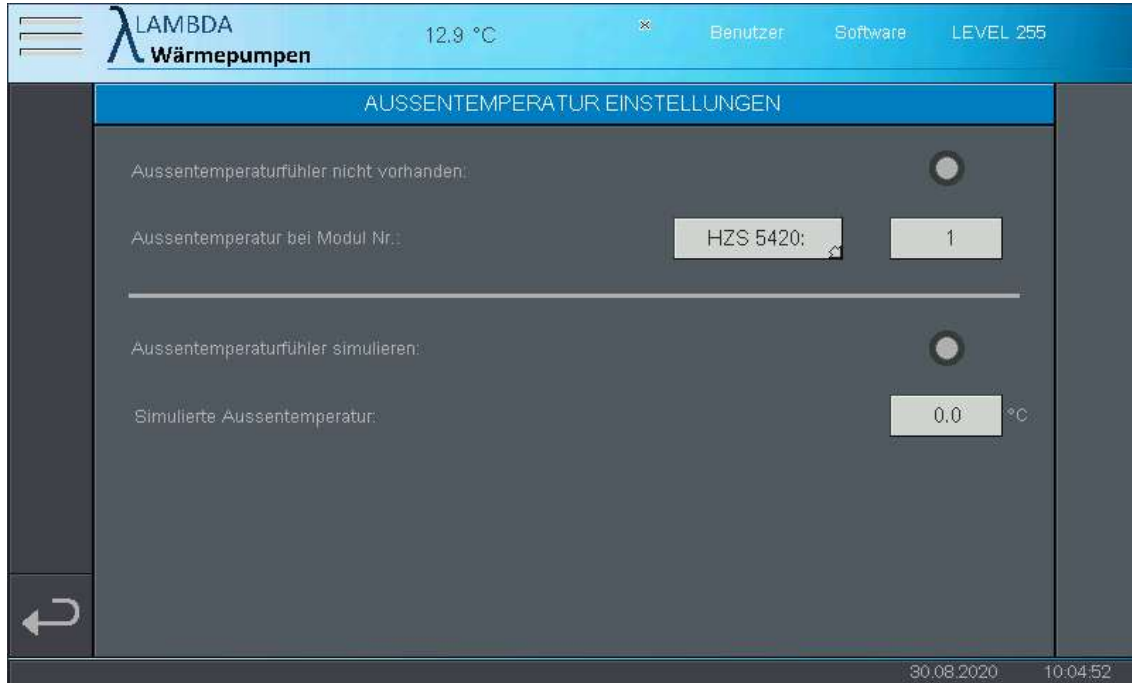 LAMBDA
Wärmepumpen
12.9 °C
Benutzer
Software
LEVEL 255
AUSSENTEMPERATUR EINSTELLUNGEN
Aussentemperaturfühler nicht vorhanden:
Aussentemperatur bei Modul Nr.: HZS 5420: 1
Aussentemperaturfühler simulieren:
Simulierte Aussentemperatur: 0.0 °C
30.08.2020 10:04:52